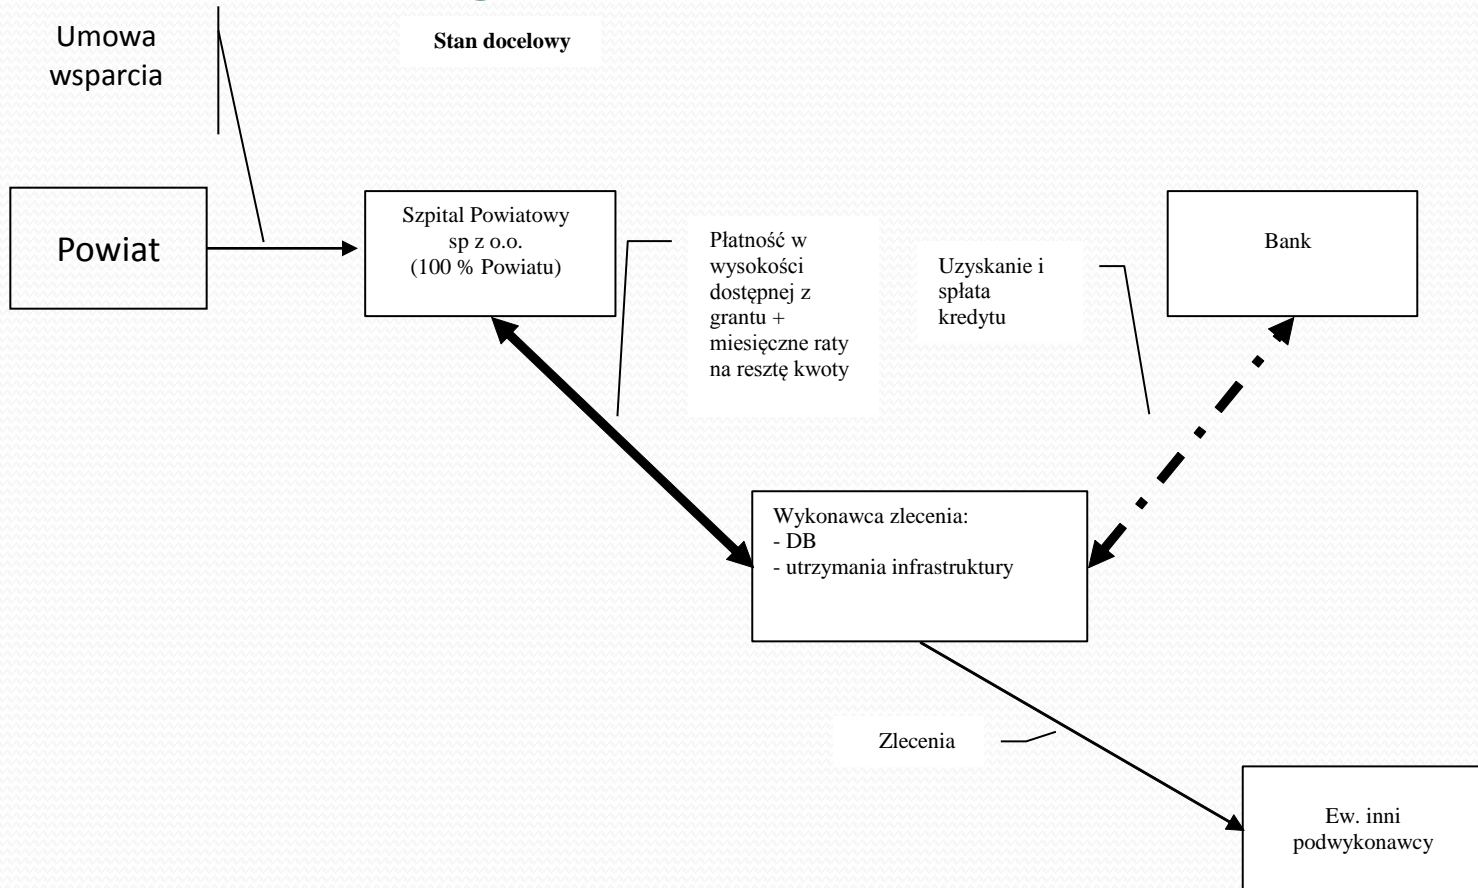 Umowa
wsparcia
Stan docelowy
Powiat
Szpital Powiatowy
sp z o.o.
(100 % Powiatu)
Płatność w
wysokości
dostępnej z
grantu +
miesięczne raty
na resztę kwoty
Uzyskanie i
spłata
kredytu
Bank
Wykonawca zlecenia:
- DB
- utrzymania infrastruktury
Zlecenia
Ew. inni
podwykonawcy